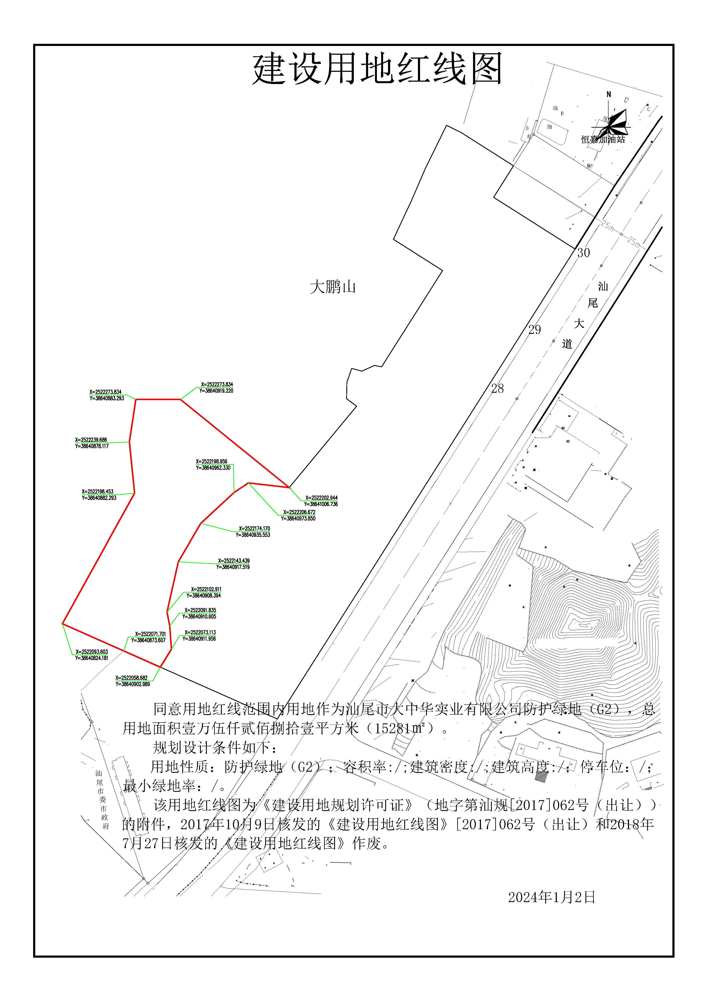 建设用地红线图
N
油
B
7
C
B
油
B
车
恒嘉加油站
厕
25m
25m
30
大鹏山
汕
尾
大
道
29
28
X=2522273.834
Y=38640919.220
X=2522273.834
Y=38640883.293
X=2522239.686
Y=38640878.117
X=2522198.956
Y=38640962.330
X=2522198.453
Y=38640882.293
X=2522202.944
Y=38641006.736
X=2522206.672
Y=38640973.850
X=2522174.170
Y=38640935.553
X=2522143.439
Y=38640917.519
X=2522102.911
Y=38640908.394
X=2522091.835
Y=38640910.605
X=2522071.701
Y=38640873.607
X=2522073.113
Y=38640911.956
X=2522093.603
Y=38640824.181
X=2522058.682
Y=38640902.989
B5
B2
同意用地红线范围内用地作为汕尾市大中华实业有限公司防护绿地（G2），总
用地面积壹万伍仟贰佰捌拾壹平方米（15281㎡）。
规划设计条件如下：
用地性质：防护绿地（G2）；容积率:/;建筑密度:/;建筑高度:/；停车位：/；
最小绿地率：/。
该用地红线图为《建设用地规划许可证》（地字第汕规[2017]062号（出让））
的附件，2017年10月9日核发的《建设用地红线图》[2017]062号（出让）和2018年
7月27日核发的《建设用地红线图》作废。
汕
尾
市
委
市
政
府
2024年1月2日